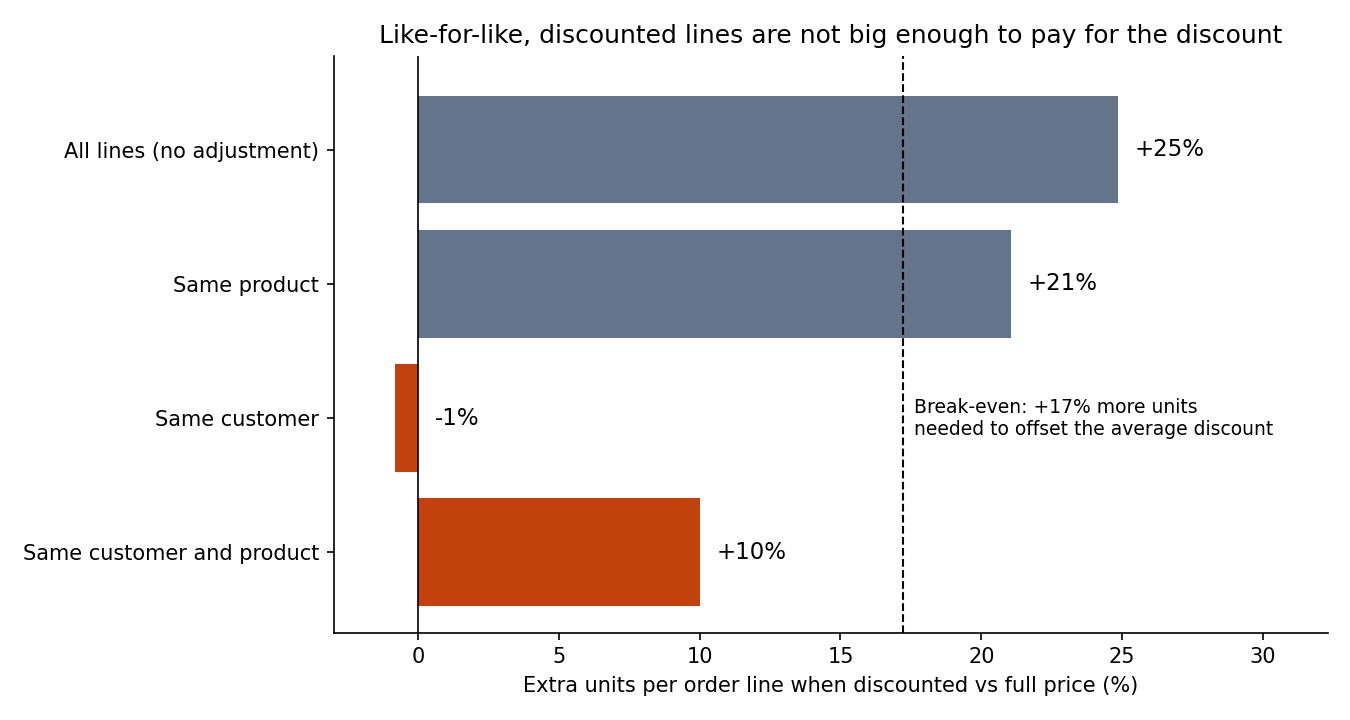 Like-for-like, discounted lines are not big enough to pay for the discount
All lines (no adjustment)
+25%
Same product
+21%
Same customer
-1%
Break-even: +17% more units
needed to offset the average discount
Same customer and product
+10%
0 5 10 15 20 25 30
Extra units per order line when discounted vs full price (%)